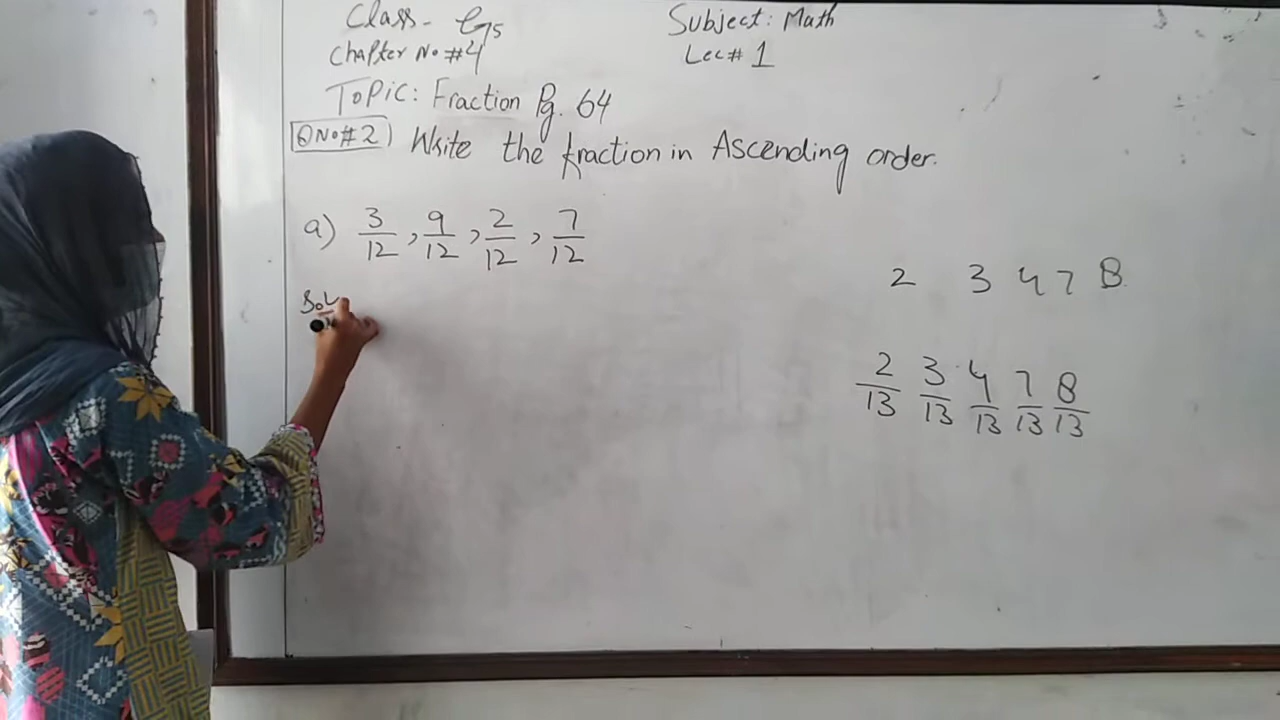 Class - G5
Subject: Math
Chapter No #4
Lec# 1
Topic: Fraction Pg. 64
QNo#2) Write the fraction in Ascending order.
a) 3/12, 9/12, 2/12, 7/12
Sol
2 3 4 7 8
2/13 3/13 4/13 7/13 8/13